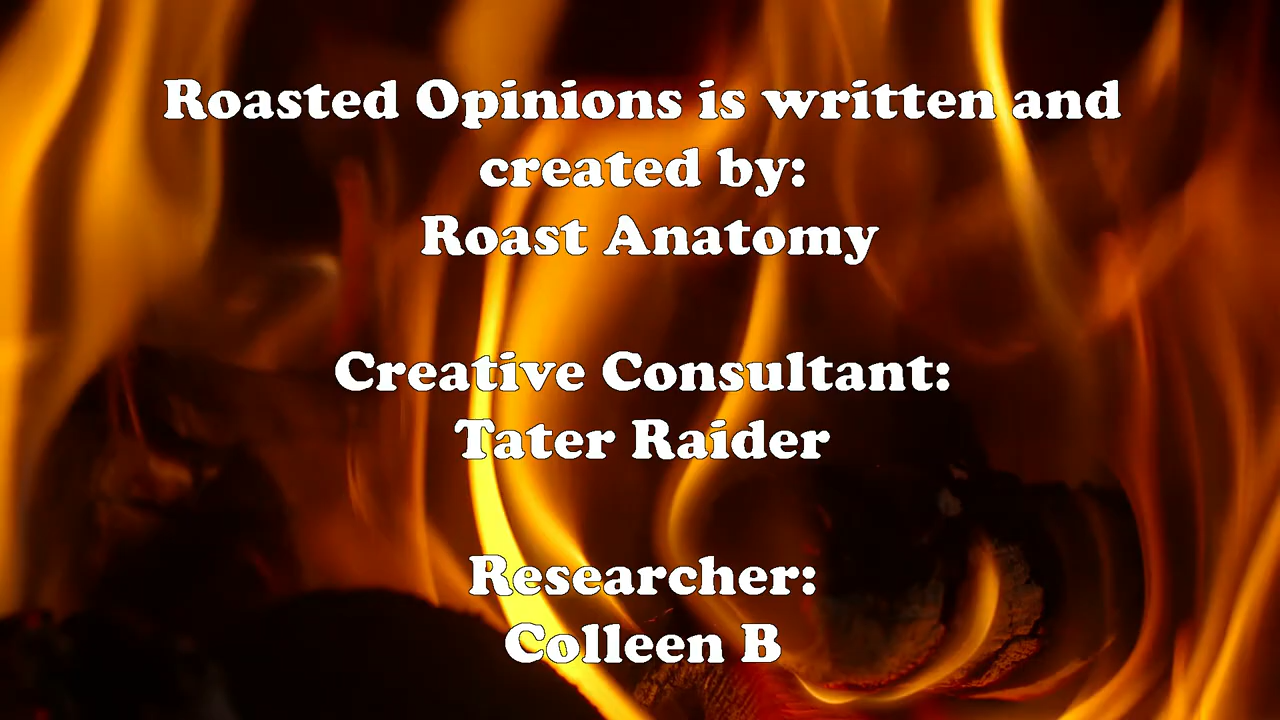 Roasted Opinions is written and
created by:
Roast Anatomy
Creative Consultant:
Tater Raider
Researcher:
Colleen B